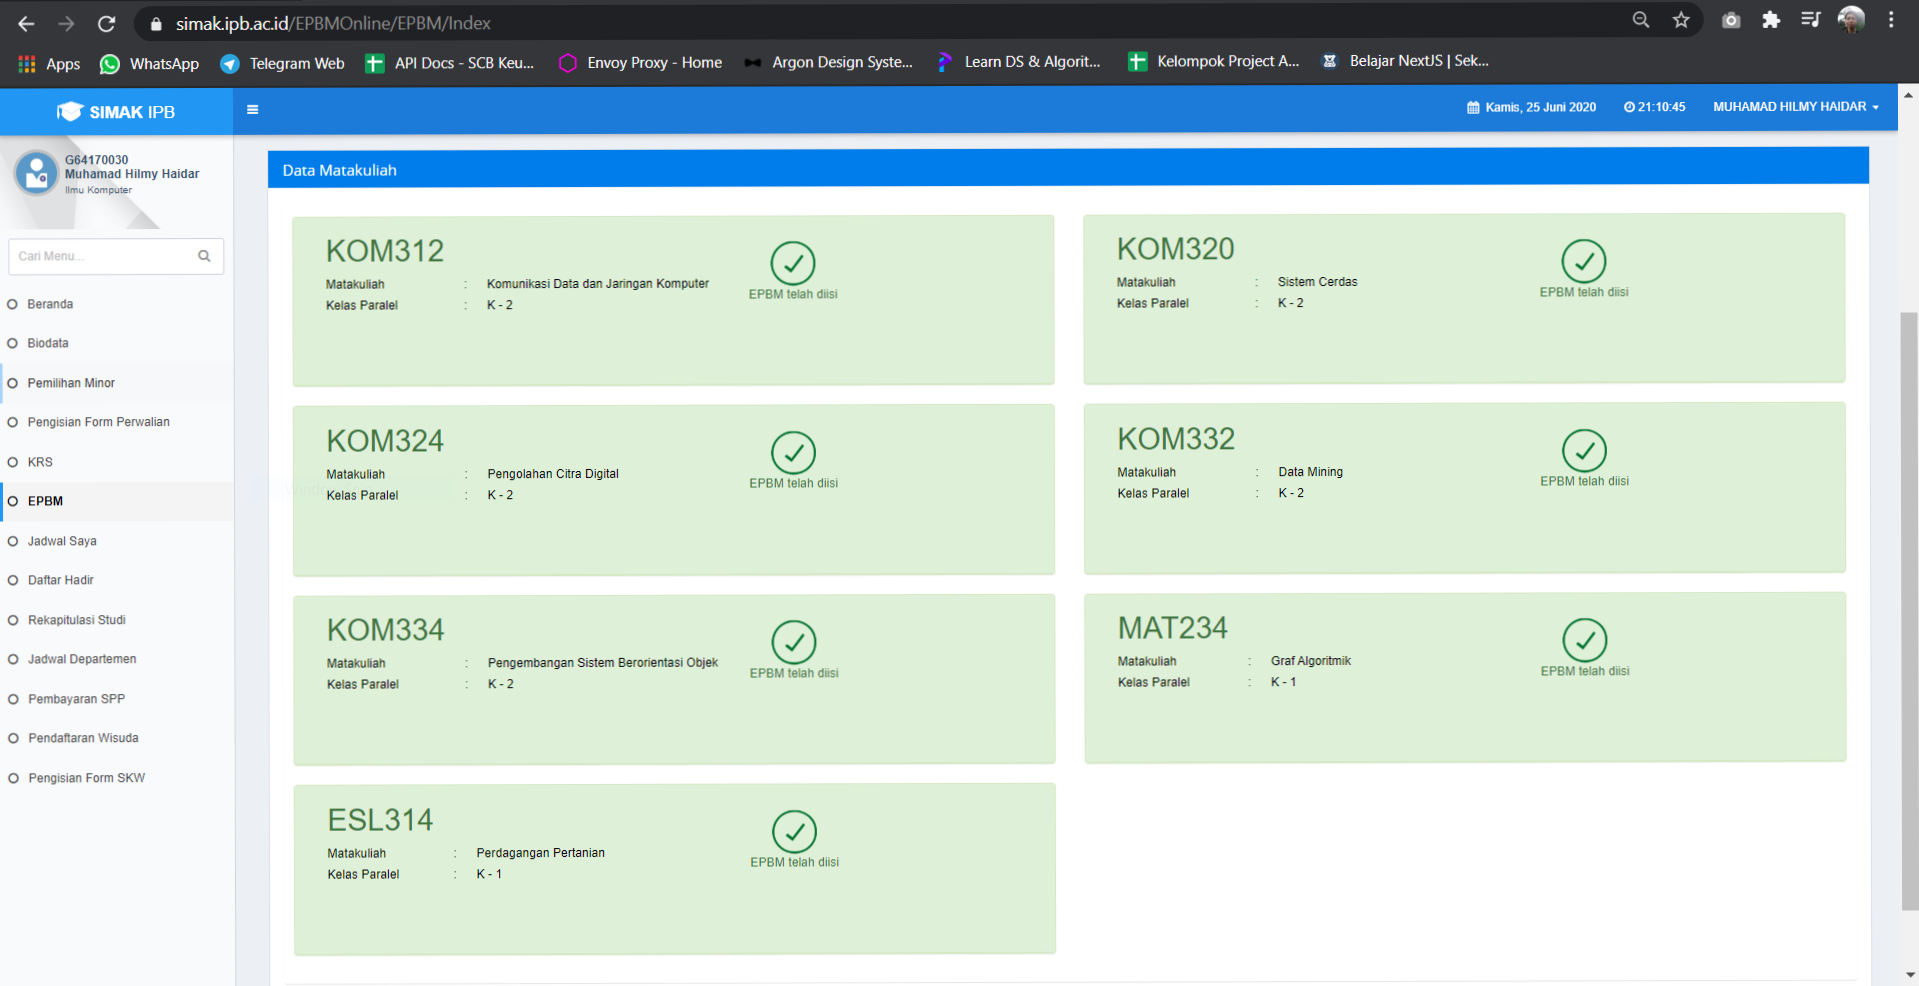 simak.ipb.ac.id/EPBMOnline/EPBM/Index
Apps WhatsApp Telegram Web API Docs - SCB Keu... Envoy Proxy - Home Argon Design Syste... Learn DS & Algorit... Kelompok Project A... Belajar NextJS | Sek...
SIMAK IPB
Kamis, 25 Juni 2020 21:10:45 MUHAMAD HILMY HAIDAR
G64170030
Muhamad Hilmy Haidar
Ilmu Komputer
Cari Menu...
Beranda
Biodata
Pemilihan Minor
Pengisian Form Perwalian
KRS
EPBM
Jadwal Saya
Daftar Hadir
Rekapitulasi Studi
Jadwal Departemen
Pembayaran SPP
Pendaftaran Wisuda
Pengisian Form SKW
Data Matakuliah
KOM312
Matakuliah : Komunikasi Data dan Jaringan Komputer
Kelas Paralel : K - 2
EPBM telah diisi
KOM320
Matakuliah : Sistem Cerdas
Kelas Paralel : K - 2
EPBM telah diisi
KOM324
Matakuliah : Pengolahan Citra Digital
Kelas Paralel : K - 2
EPBM telah diisi
KOM332
Matakuliah : Data Mining
Kelas Paralel : K - 2
EPBM telah diisi
KOM334
Matakuliah : Pengembangan Sistem Berorientasi Objek
Kelas Paralel : K - 2
EPBM telah diisi
MAT234
Matakuliah : Graf Algoritmik
Kelas Paralel : K - 1
EPBM telah diisi
ESL314
Matakuliah : Perdagangan Pertanian
Kelas Paralel : K - 1
EPBM telah diisi